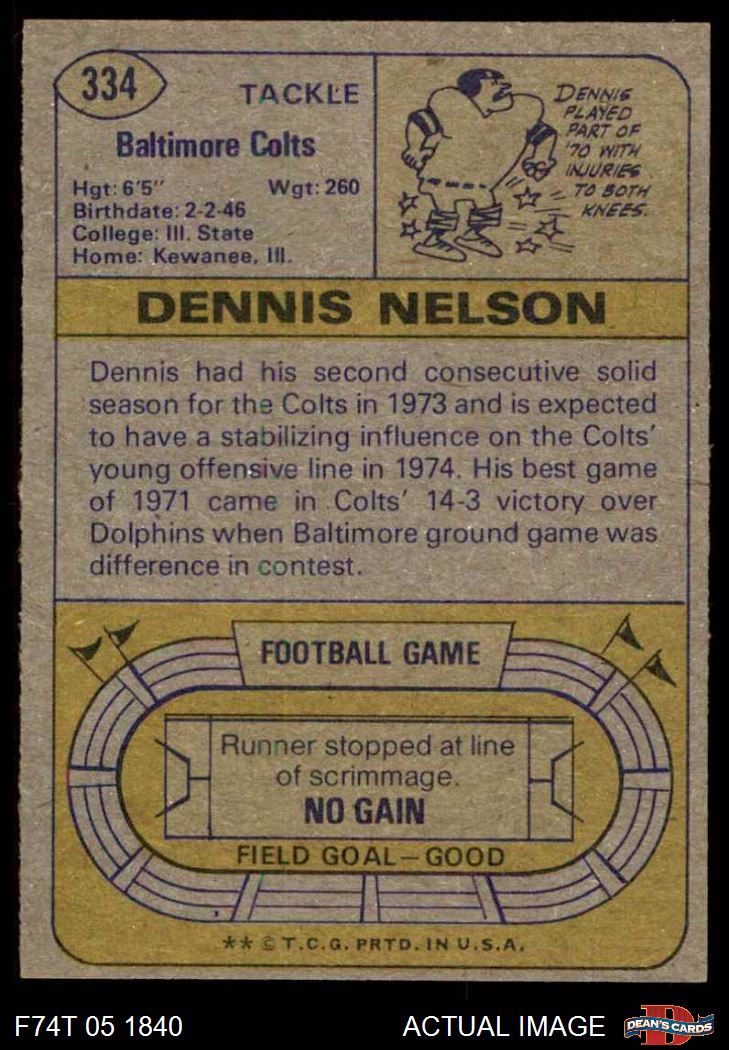 334
TACKLE
Baltimore Colts
Hgt: 6'5" Wgt: 260
Birthdate: 2-2-46
College: Ill. State
Home: Kewanee, Ill.
DENNIS
PLAYED
PART OF
'70 WITH
INJURIES
TO BOTH
KNEES.
DENNIS NELSON
Dennis had his second consecutive solid
season for the Colts in 1973 and is expected
to have a stabilizing influence on the Colts'
young offensive line in 1974. His best game
of 1971 came in Colts' 14-3 victory over
Dolphins when Baltimore ground game was
difference in contest.
FOOTBALL GAME
Runner stopped at line
of scrimmage.
NO GAIN
FIELD GOAL—GOOD
** © T.C.G. PRTD. IN U.S.A.
F74T 05 1840 ACTUAL IMAGE
D
DEAN'S CARDS